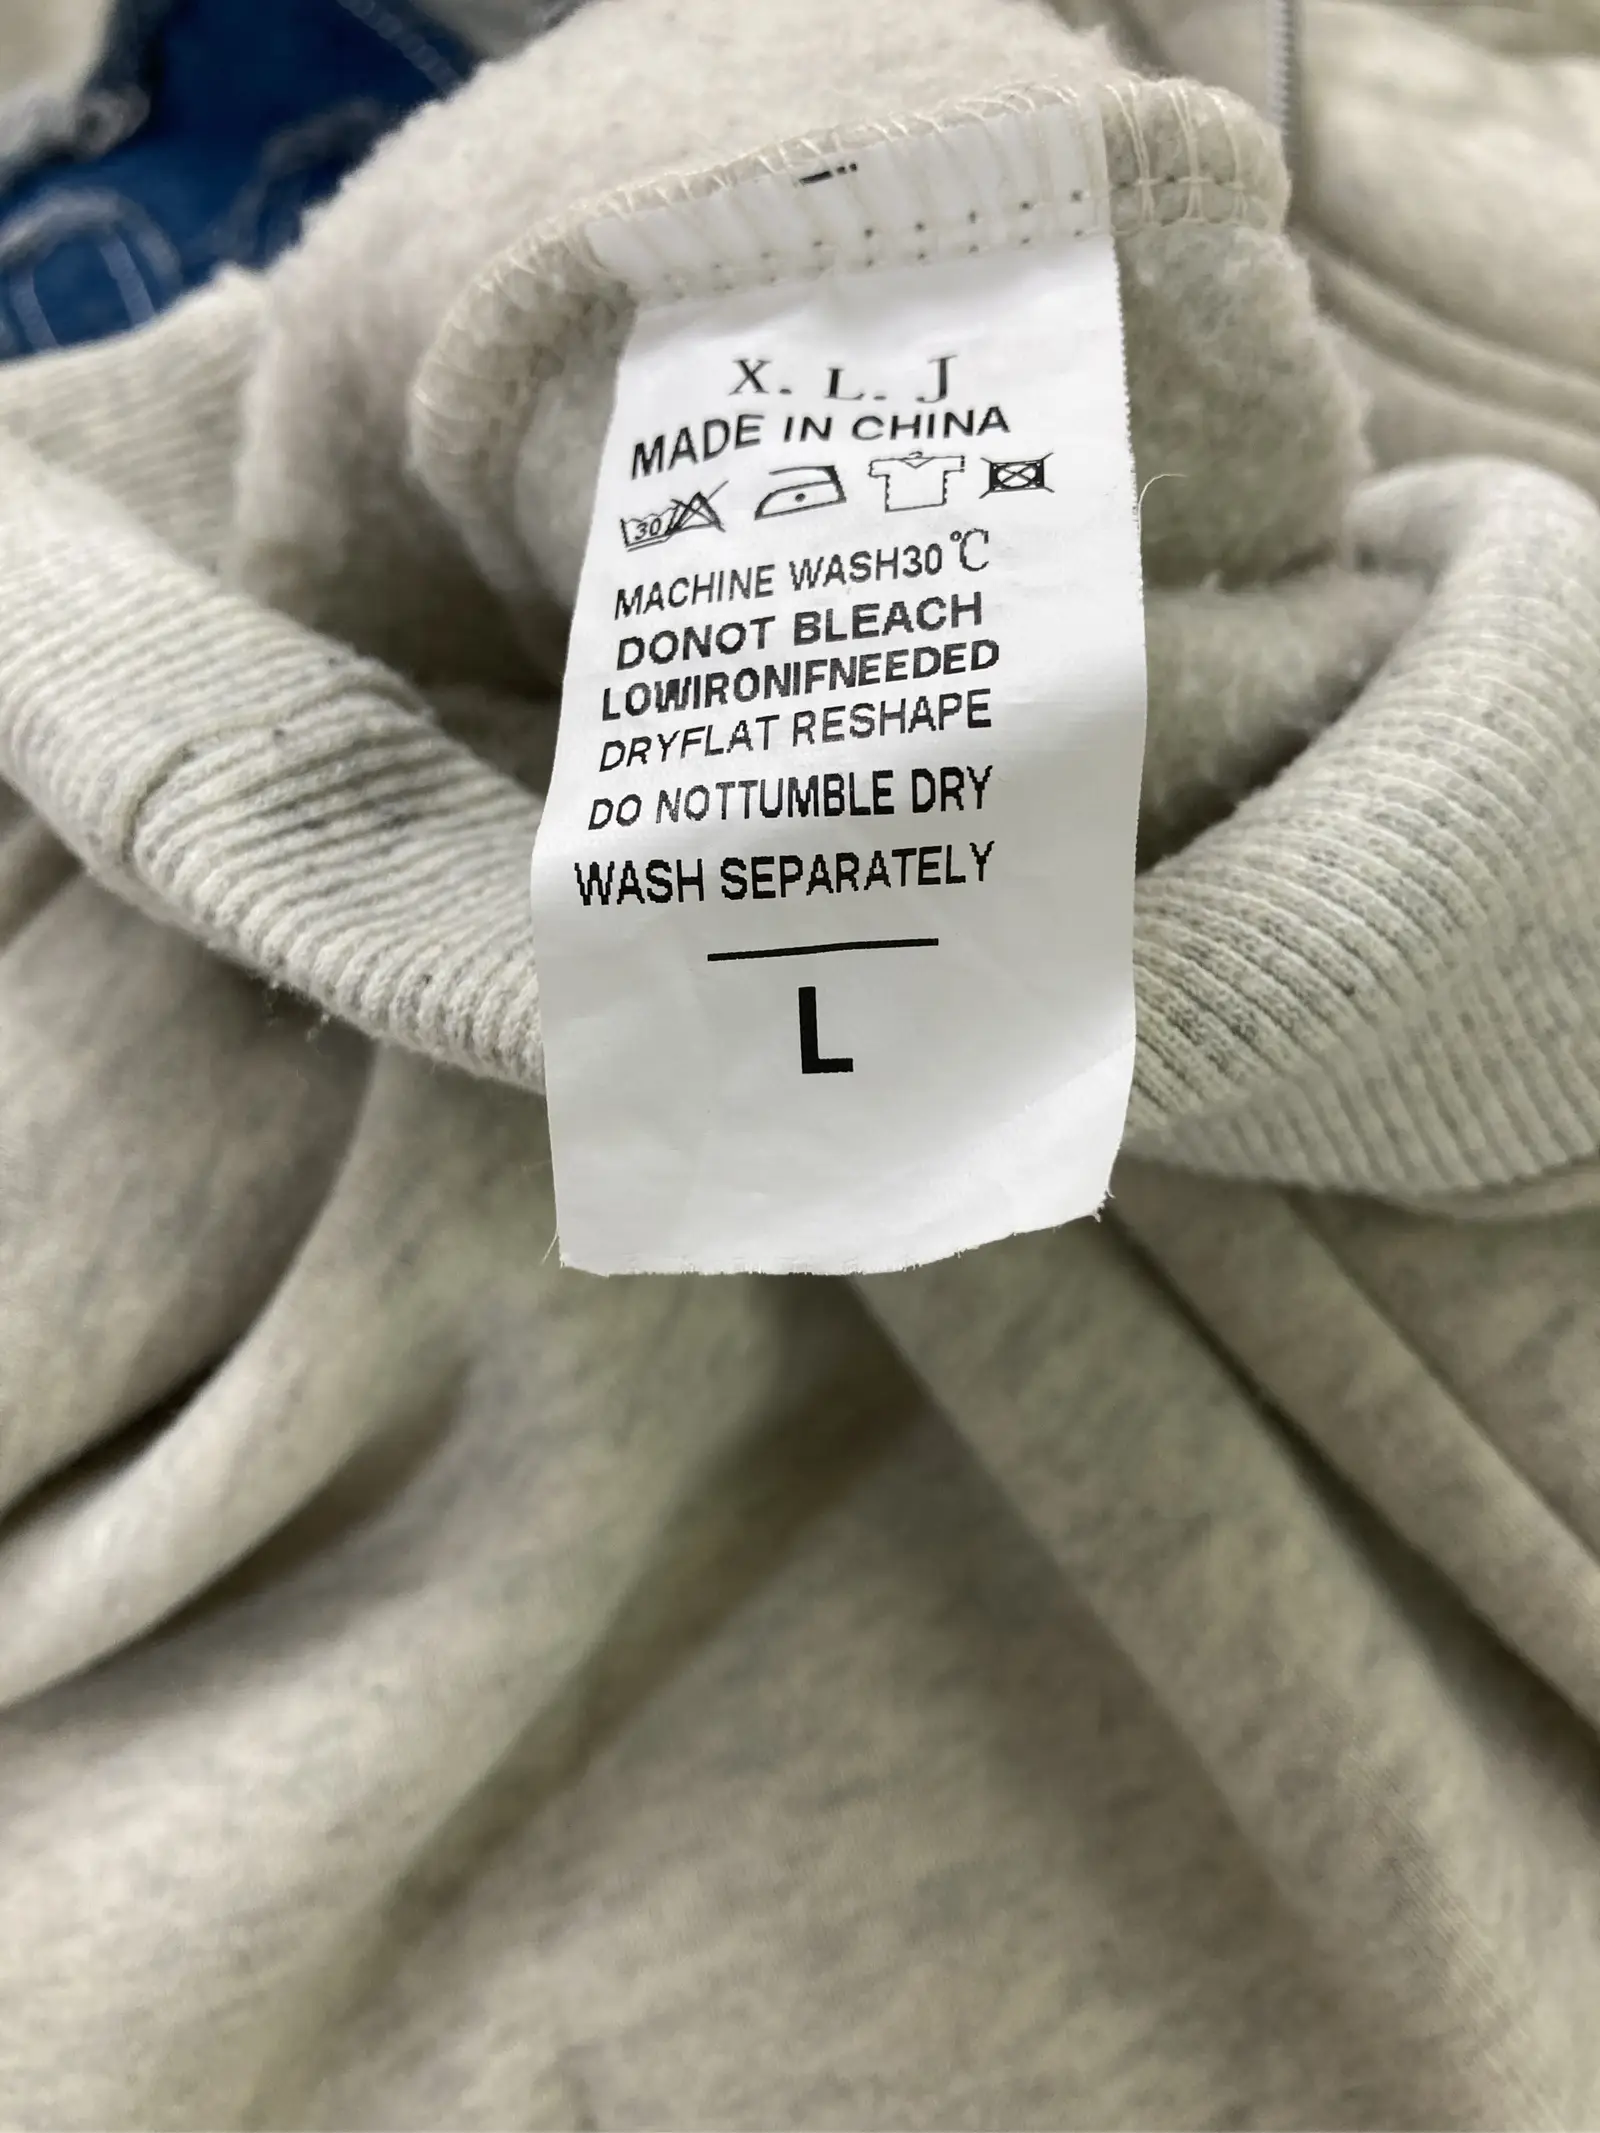 X. L. J
MADE IN CHINA
30
MACHINE WASH30℃
DONOT BLEACH
LOWIRONIFNEEDED
DRYFLAT RESHAPE
DO NOTTUMBLE DRY
WASH SEPARATELY
L